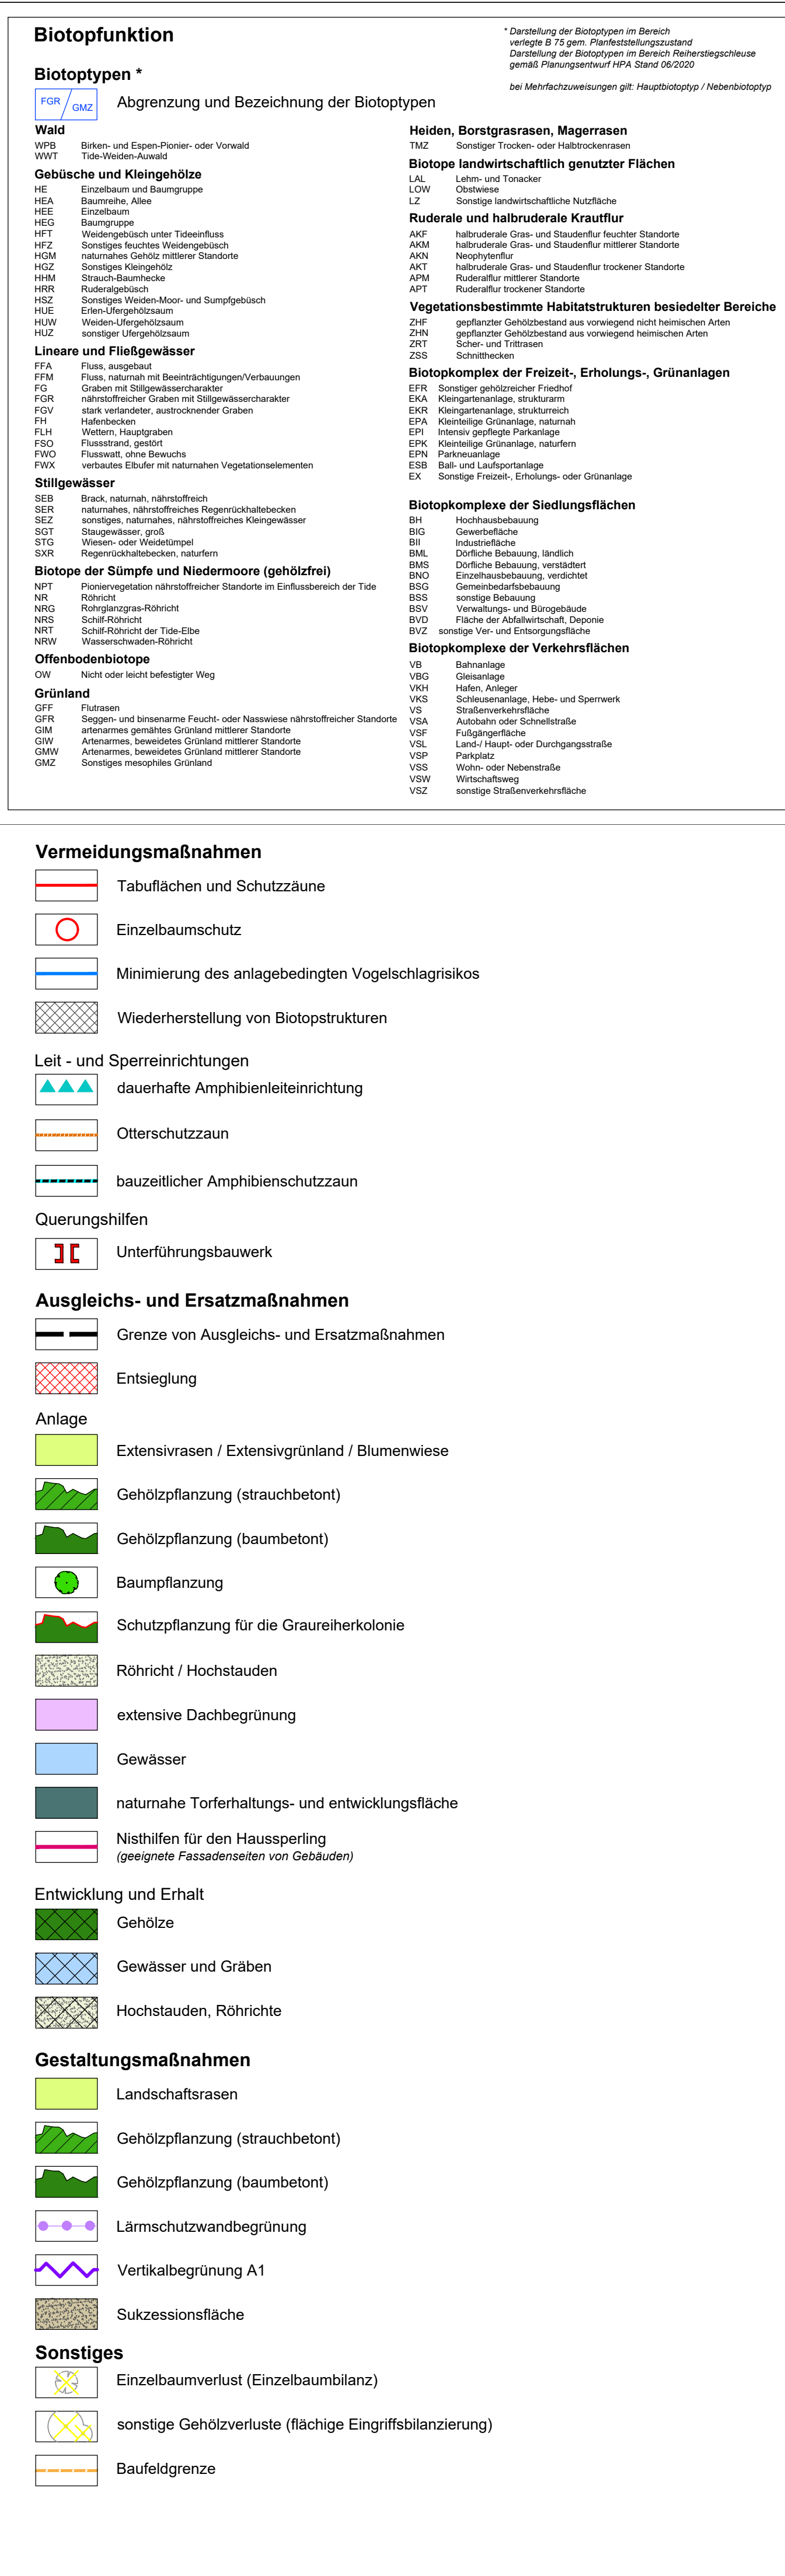 Biotopfunktion
* Darstellung der Biotoptypen im Bereich
verlegte B 75 gem. Planfeststellungszustand
Darstellung der Biotoptypen im Bereich Reiherstiegschleuse
gemäß Planungsentwurf HPA Stand 06/2020
bei Mehrfachzuweisungen gilt: Hauptbiotoptyp / Nebenbiotoptyp
Biotoptypen *
FGR / GMZ Abgrenzung und Bezeichnung der Biotoptypen
Wald
WPB Birken- und Espen-Pionier- oder Vorwald
WWT Tide-Weiden-Auwald
Gebüsche und Kleingehölze
HE Einzelbaum und Baumgruppe
HEA Baumreihe, Allee
HEE Einzelbaum
HEG Baumgruppe
HFT Weidengebüsch unter Tideeinfluss
HFZ Sonstiges feuchtes Weidengebüsch
HGM naturnahes Gehölz mittlerer Standorte
HGZ Sonstiges Kleingehölz
HHM Strauch-Baumhecke
HRR Ruderalgebüsch
HSZ Sonstiges Weiden-Moor- und Sumpfgebüsch
HUE Erlen-Ufergehölzsaum
HUW Weiden-Ufergehölzsaum
HUZ sonstiger Ufergehölzsaum
Lineare und Fließgewässer
FFA Fluss, ausgebaut
FFM Fluss, naturnah mit Beeinträchtigungen/Verbauungen
FG Graben mit Stillgewässercharakter
FGR nährstoffreicher Graben mit Stillgewässercharakter
FGV stark verlandeter, austrocknender Graben
FH Hafenbecken
FLH Wettern, Hauptgraben
FSO Flussstrand, gestört
FWO Flusswatt, ohne Bewuchs
FWX verbautes Elbufer mit naturnahen Vegetationselementen
Stillgewässer
SEB Brack, naturnah, nährstoffreich
SER naturnahes, nährstoffreiches Regenrückhaltebecken
SEZ sonstiges, naturnahes, nährstoffreiches Kleingewässer
SGT Staugewässer, groß
STG Wiesen- oder Weidetümpel
SXR Regenrückhaltebecken, naturfern
Biotope der Sümpfe und Niedermoore (gehölzfrei)
NPT Pioniervegetation nährstoffreicher Standorte im Einflussbereich der Tide
NR Röhricht
NRG Rohrglanzgras-Röhricht
NRS Schilf-Röhricht
NRT Schilf-Röhricht der Tide-Elbe
NRW Wasserschwaden-Röhricht
Offenbodenbiotope
OW Nicht oder leicht befestigter Weg
Grünland
GFF Flutrasen
GFR Seggen- und binsenarme Feucht- oder Nasswiese nährstoffreicher Standorte
GIM artenarmes gemähtes Grünland mittlerer Standorte
GIW Artenarmes, beweidetes Grünland mittlerer Standorte
GMW Artenarmes, beweidetes Grünland mittlerer Standorte
GMZ Sonstiges mesophiles Grünland
Heiden, Borstgrasrasen, Magerrasen
TMZ Sonstiger Trocken- oder Halbtrockenrasen
Biotope landwirtschaftlich genutzter Flächen
LAL Lehm- und Tonacker
LOW Obstwiese
LZ Sonstige landwirtschaftliche Nutzfläche
Ruderale und halbruderale Krautflur
AKF halbruderale Gras- und Staudenflur feuchter Standorte
AKM halbruderale Gras- und Staudenflur mittlerer Standorte
AKN Neophytenflur
AKT halbruderale Gras- und Staudenflur trockener Standorte
APM Ruderalflur mittlerer Standorte
APT Ruderalflur trockener Standorte
Vegetationsbestimmte Habitatstrukturen besiedelter Bereiche
ZHF gepflanzter Gehölzbestand aus vorwiegend nicht heimischen Arten
ZHN gepflanzter Gehölzbestand aus vorwiegend heimischen Arten
ZRT Scher- und Trittrasen
ZSS Schnitthecken
Biotopkomplex der Freizeit-, Erholungs-, Grünanlagen
EFR Sonstiger gehölzreicher Friedhof
EKA Kleingartenanlage, strukturarm
EKR Kleingartenanlage, strukturreich
EPA Kleinteilige Grünanlage, naturnah
EPI Intensiv gepflegte Parkanlage
EPK Kleinteilige Grünanlage, naturfern
EPN Parkneuanlage
ESB Ball- und Laufsportanlage
EX Sonstige Freizeit-, Erholungs- oder Grünanlage
Biotopkomplexe der Siedlungsflächen
BH Hochhausbebauung
BIG Gewerbefläche
BII Industriefläche
BML Dörfliche Bebauung, ländlich
BMS Dörfliche Bebauung, verstädtert
BNO Einzelhausbebauung, verdichtet
BSG Gemeinbedarfsbebauung
BSS sonstige Bebauung
BSV Verwaltungs- und Bürogebäude
BVD Fläche der Abfallwirtschaft, Deponie
BVZ sonstige Ver- und Entsorgungsfläche
Biotopkomplexe der Verkehrsflächen
VB Bahnanlage
VBG Gleisanlage
VKH Hafen, Anleger
VKS Schleusenanlage, Hebe- und Sperrwerk
VS Straßenverkehrsfläche
VSA Autobahn oder Schnellstraße
VSF Fußgängerfläche
VSL Land-/ Haupt- oder Durchgangsstraße
VSP Parkplatz
VSS Wohn- oder Nebenstraße
VSW Wirtschaftsweg
VSZ sonstige Straßenverkehrsfläche
Vermeidungsmaßnahmen
Tabuflächen und Schutzzäune
Einzelbaumschutz
Minimierung des anlagebedingten Vogelschlagrisikos
Wiederherstellung von Biotopstrukturen
Leit - und Sperreinrichtungen
dauerhafte Amphibienleiteinrichtung
Otterschutzzaun
bauzeitlicher Amphibienschutzzaun
Querungshilfen
Unterführungsbauwerk
Ausgleichs- und Ersatzmaßnahmen
Grenze von Ausgleichs- und Ersatzmaßnahmen
Entsieglung
Anlage
Extensivrasen / Extensivgrünland / Blumenwiese
Gehölzpflanzung (strauchbetont)
Gehölzpflanzung (baumbetont)
Baumpflanzung
Schutzpflanzung für die Graureiherkolonie
Röhricht / Hochstauden
extensive Dachbegrünung
Gewässer
naturnahe Torferhaltungs- und entwicklungsfläche
Nisthilfen für den Haussperling
(geeignete Fassadenseiten von Gebäuden)
Entwicklung und Erhalt
Gehölze
Gewässer und Gräben
Hochstauden, Röhrichte
Gestaltungsmaßnahmen
Landschaftsrasen
Gehölzpflanzung (strauchbetont)
Gehölzpflanzung (baumbetont)
Lärmschutzwandbegrünung
Vertikalbegrünung A1
Sukzessionsfläche
Sonstiges
Einzelbaumverlust (Einzelbaumbilanz)
sonstige Gehölzverluste (flächige Eingriffsbilanzierung)
Baufeldgrenze